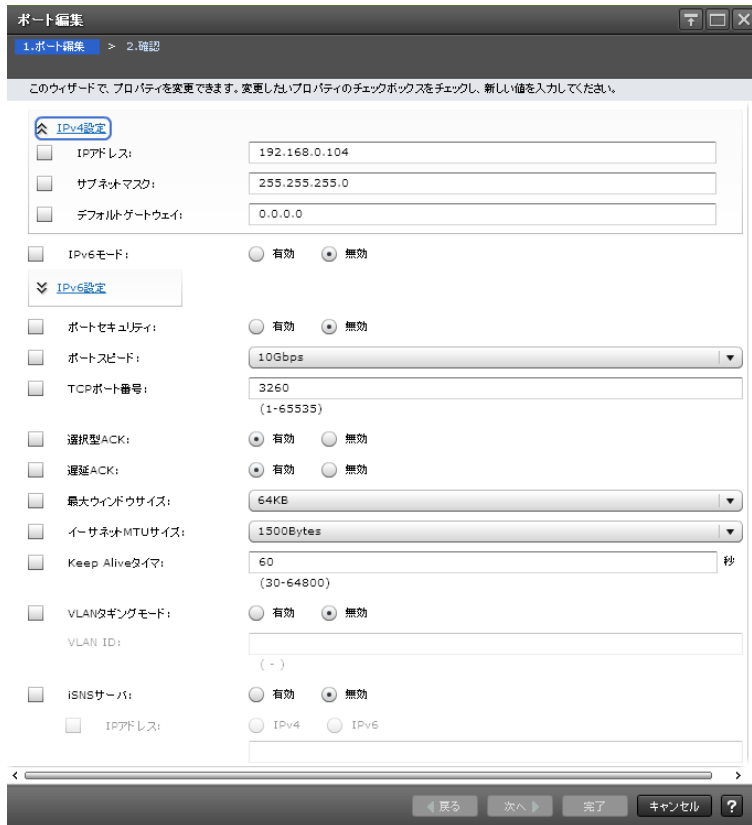 ポート編集
1.ポート編集 > 2.確認
このウィザードで、プロパティを変更できます。変更したいプロパティのチェックボックスをチェックし、新しい値を入力してください。
IPv4設定
IPアドレス: 192.168.0.104
サブネットマスク: 255.255.255.0
デフォルトゲートウェイ: 0.0.0.0
IPv6モード: 有効 無効
IPv6設定
ポートセキュリティ: 有効 無効
ポートスピード: 10Gbps
TCPポート番号: 3260
(1-65535)
選択型ACK: 有効 無効
遅延ACK: 有効 無効
最大ウィンドウサイズ: 64KB
イーサネットMTUサイズ: 1500Bytes
Keep Aliveタイマ: 60 秒
(30-64800)
VLANタギングモード: 有効 無効
VLAN ID:
( - )
iSNSサーバ: 有効 無効
IPアドレス: IPv4 IPv6
戻る 次へ 完了 キャンセル ?